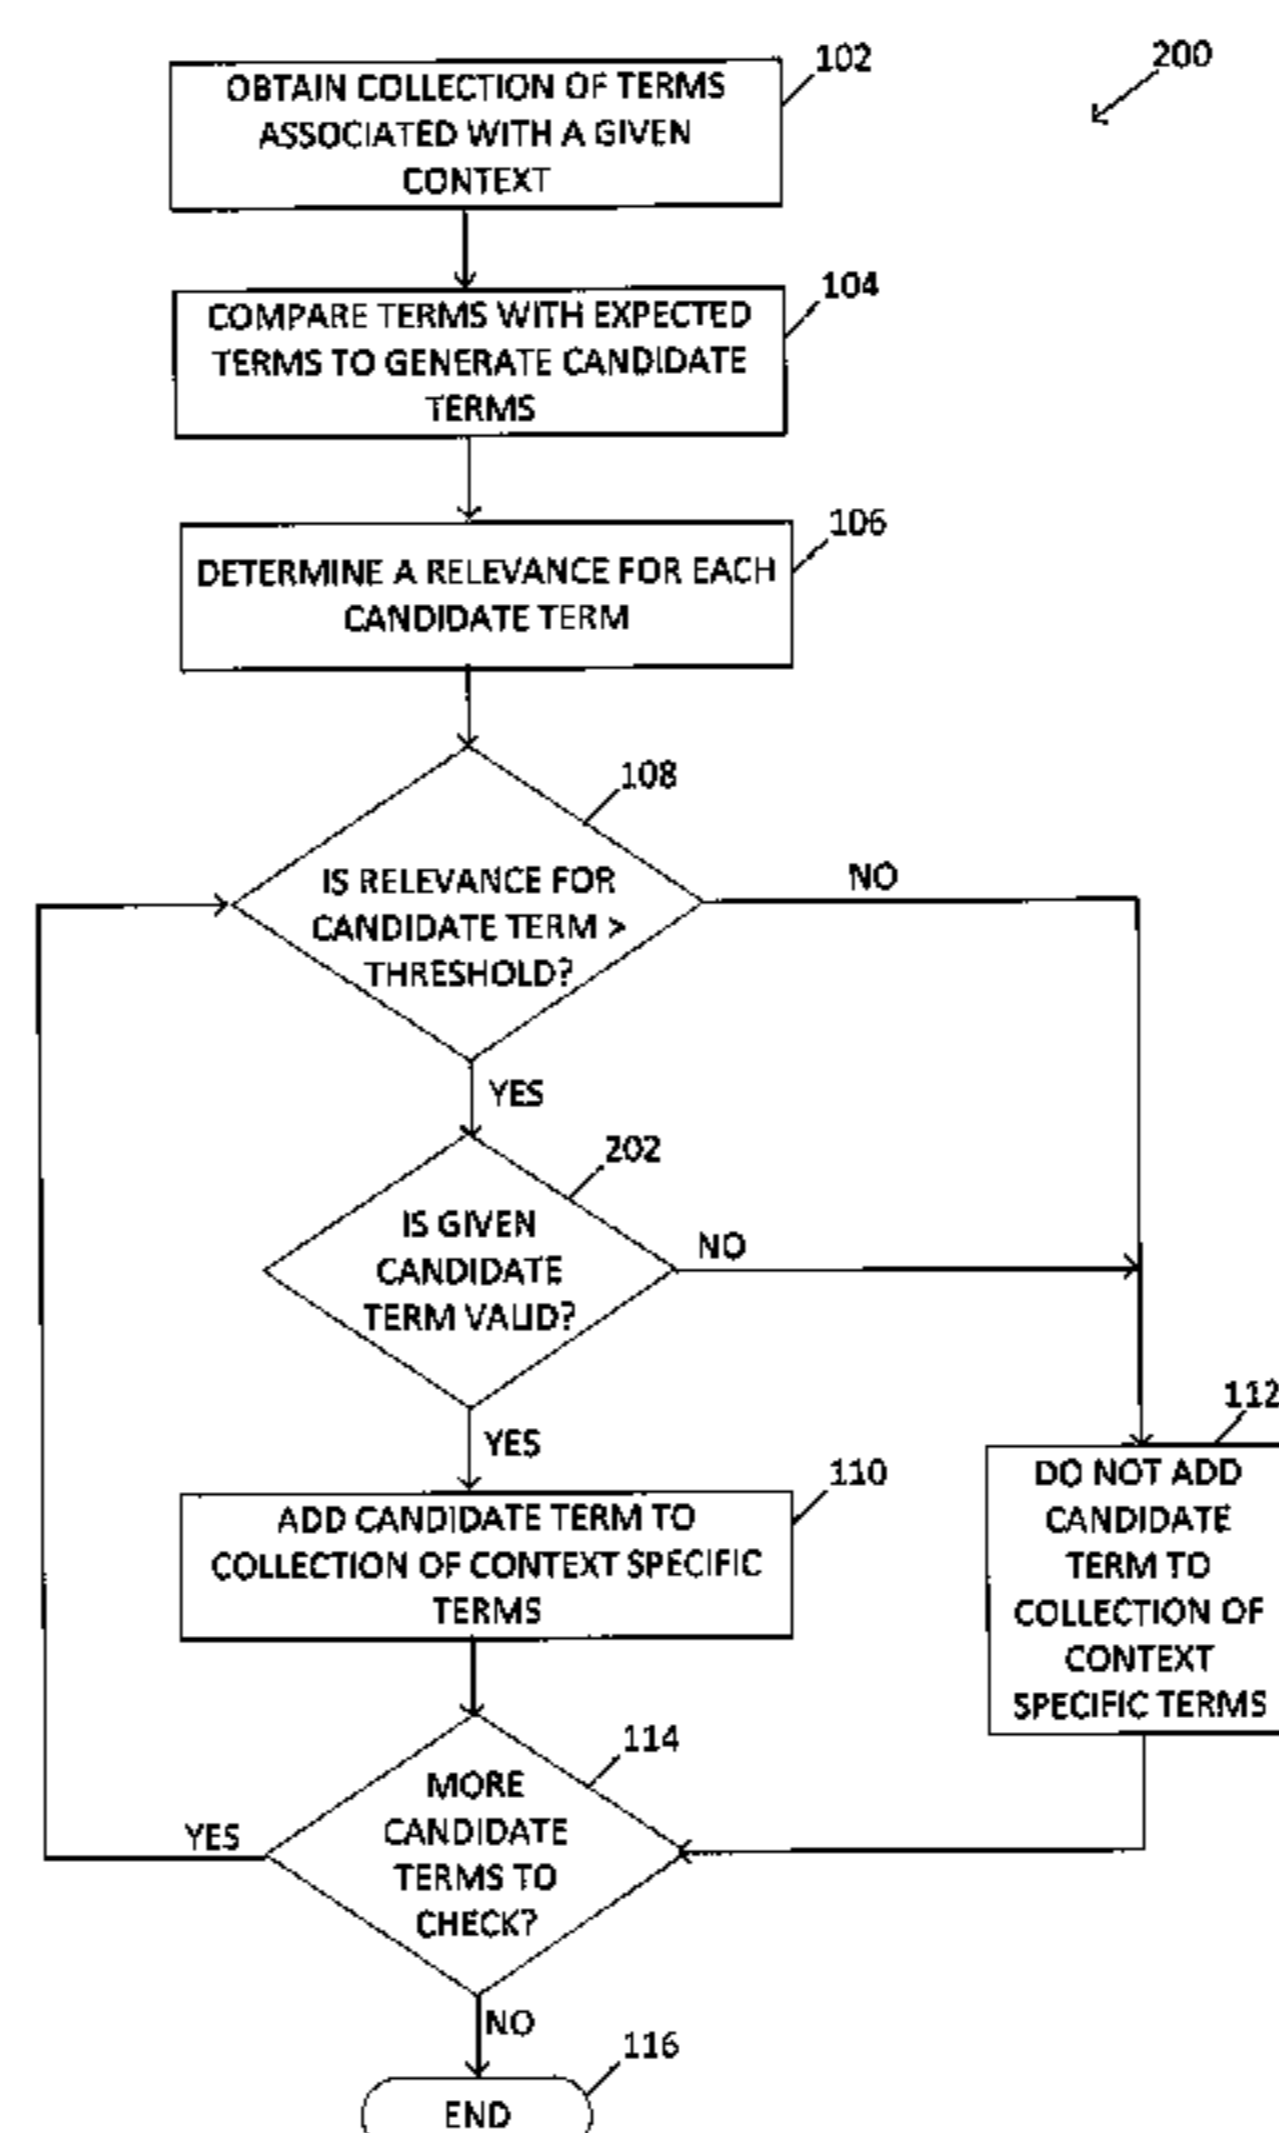 102
200
OBTAIN COLLECTION OF TERMS
ASSOCIATED WITH A GIVEN
CONTEXT
104
COMPARE TERMS WITH EXPECTED
TERMS TO GENERATE CANDIDATE
TERMS
106
DETERMINE A RELEVANCE FOR EACH
CANDIDATE TERM
108
IS RELEVANCE FOR
CANDIDATE TERM >
THRESHOLD?
NO
YES
202
IS GIVEN
CANDIDATE
TERM VALID?
NO
YES
110
ADD CANDIDATE TERM TO
COLLECTION OF CONTEXT SPECIFIC
TERMS
112
DO NOT ADD
CANDIDATE
TERM TO
COLLECTION OF
CONTEXT
SPECIFIC TERMS
114
MORE
CANDIDATE
TERMS TO
CHECK?
YES
NO
116
END